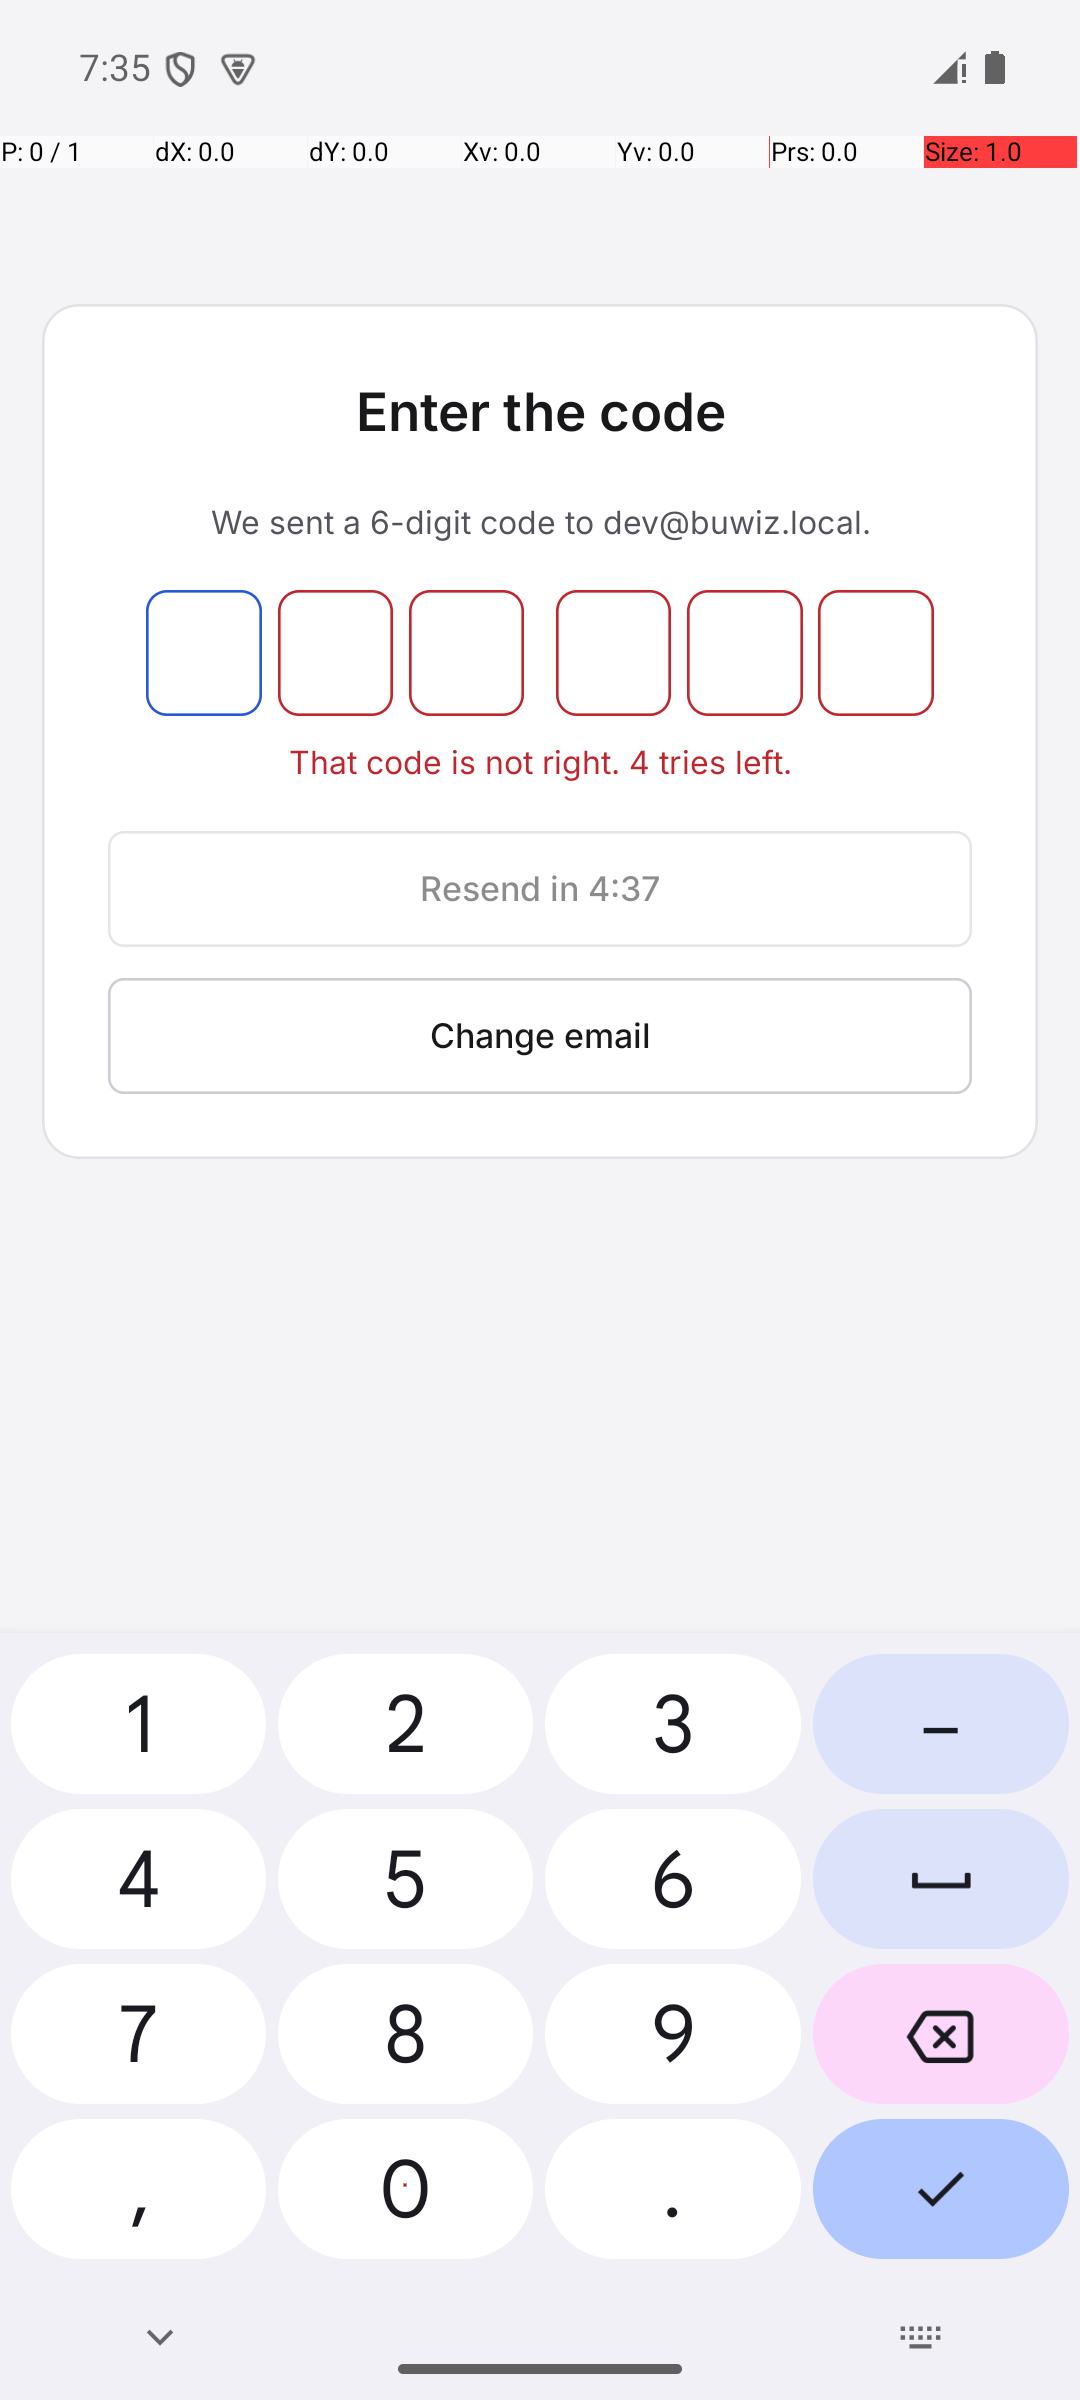 7:35
P: 0 / 1 dX: 0.0 dY: 0.0 Xv: 0.0 Yv: 0.0 Prs: 0.0 Size: 1.0
Enter the code
We sent a 6-digit code to dev@buwiz.local.
That code is not right. 4 tries left.
Resend in 4:37
Change email
1 2 3 –
4 5 6
7 8 9
, 0 .